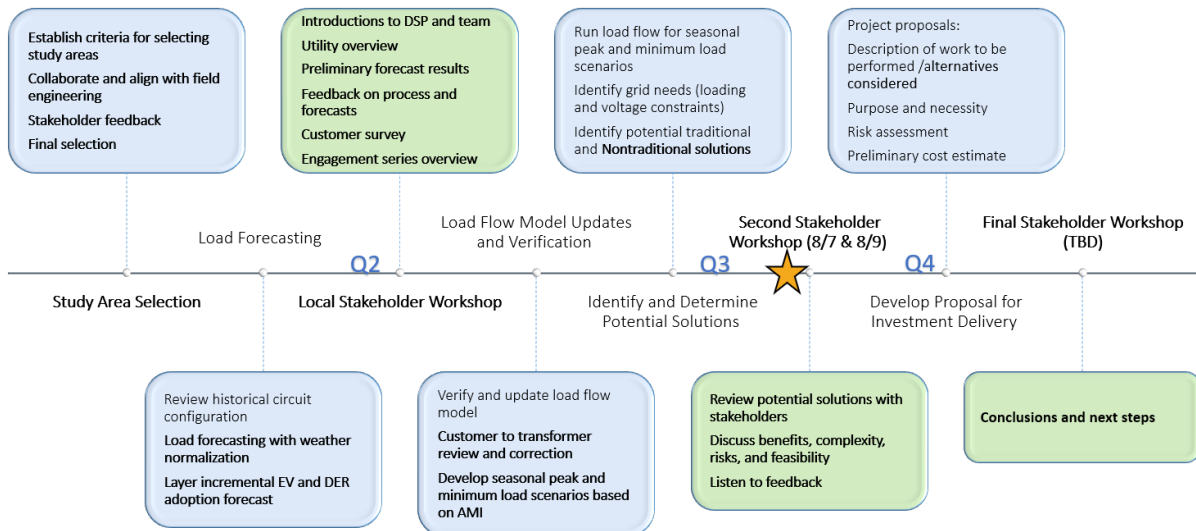 Establish criteria for selecting
study areas
Collaborate and align with field
engineering
Stakeholder feedback
Final selection
Introductions to DSP and team
Utility overview
Preliminary forecast results
Feedback on process and
forecasts
Customer survey
Engagement series overview
Run load flow for seasonal
peak and minimum load
scenarios
Identify grid needs (loading
and voltage constraints)
Identify potential traditional
and Nontraditional solutions
Project proposals:
Description of work to be
performed /alternatives
considered
Purpose and necessity
Risk assessment
Preliminary cost estimate
Load Forecasting
Load Flow Model Updates
and Verification
Second Stakeholder
Workshop (8/7 & 8/9)
Final Stakeholder Workshop
(TBD)
Q2
Q3
Q4
Study Area Selection
Local Stakeholder Workshop
Identify and Determine
Potential Solutions
Develop Proposal for
Investment Delivery
Review historical circuit
configuration
Load forecasting with weather
normalization
Layer incremental EV and DER
adoption forecast
Verify and update load flow
model
Customer to transformer
review and correction
Develop seasonal peak and
minimum load scenarios based
on AMI
Review potential solutions with
stakeholders
Discuss benefits, complexity,
risks, and feasibility
Listen to feedback
Conclusions and next steps